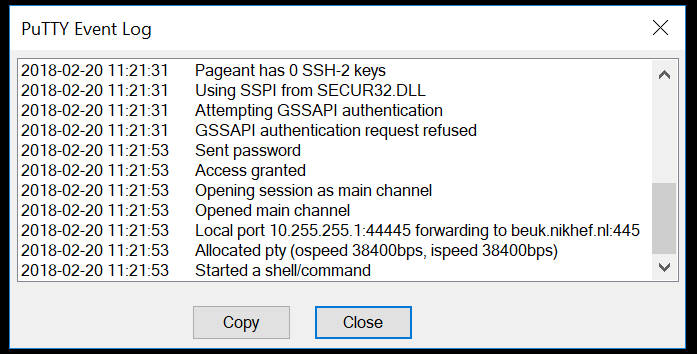 PuTTY Event Log
2018-02-20 11:21:31 Pageant has 0 SSH-2 keys
2018-02-20 11:21:31 Using SSPI from SECUR32.DLL
2018-02-20 11:21:31 Attempting GSSAPI authentication
2018-02-20 11:21:31 GSSAPI authentication request refused
2018-02-20 11:21:53 Sent password
2018-02-20 11:21:53 Access granted
2018-02-20 11:21:53 Opening session as main channel
2018-02-20 11:21:53 Opened main channel
2018-02-20 11:21:53 Local port 10.255.255.1:44445 forwarding to beuk.nikhef.nl:445
2018-02-20 11:21:53 Allocated pty (ospeed 38400bps, ispeed 38400bps)
2018-02-20 11:21:53 Started a shell/command
Copy Close